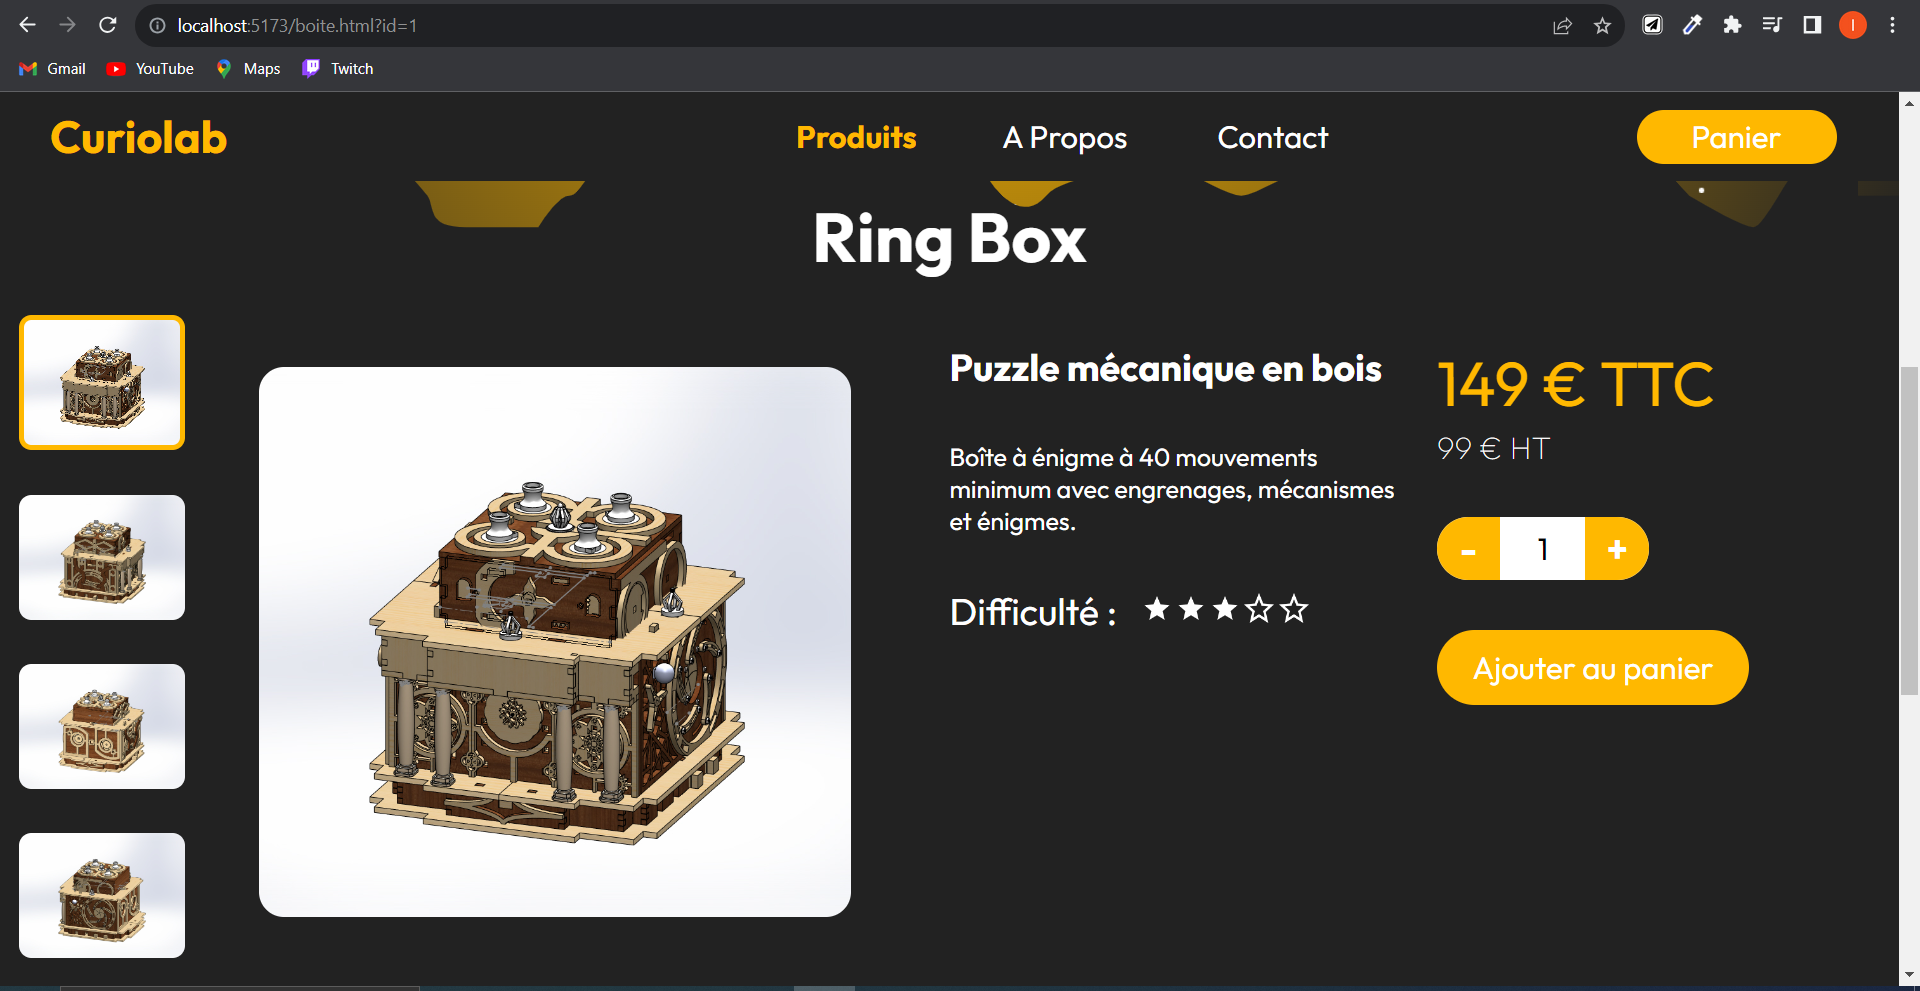 localhost:5173/boite.html?id=1
I
Gmail
YouTube
Maps
Twitch
Curiolab
Produits
A Propos
Contact
Panier
Ring Box
Puzzle mécanique en bois
Boîte à énigme à 40 mouvements
minimum avec engrenages, mécanismes
et énigmes.
Difficulté :
149 € TTC
99 € HT
- 1 +
Ajouter au panier